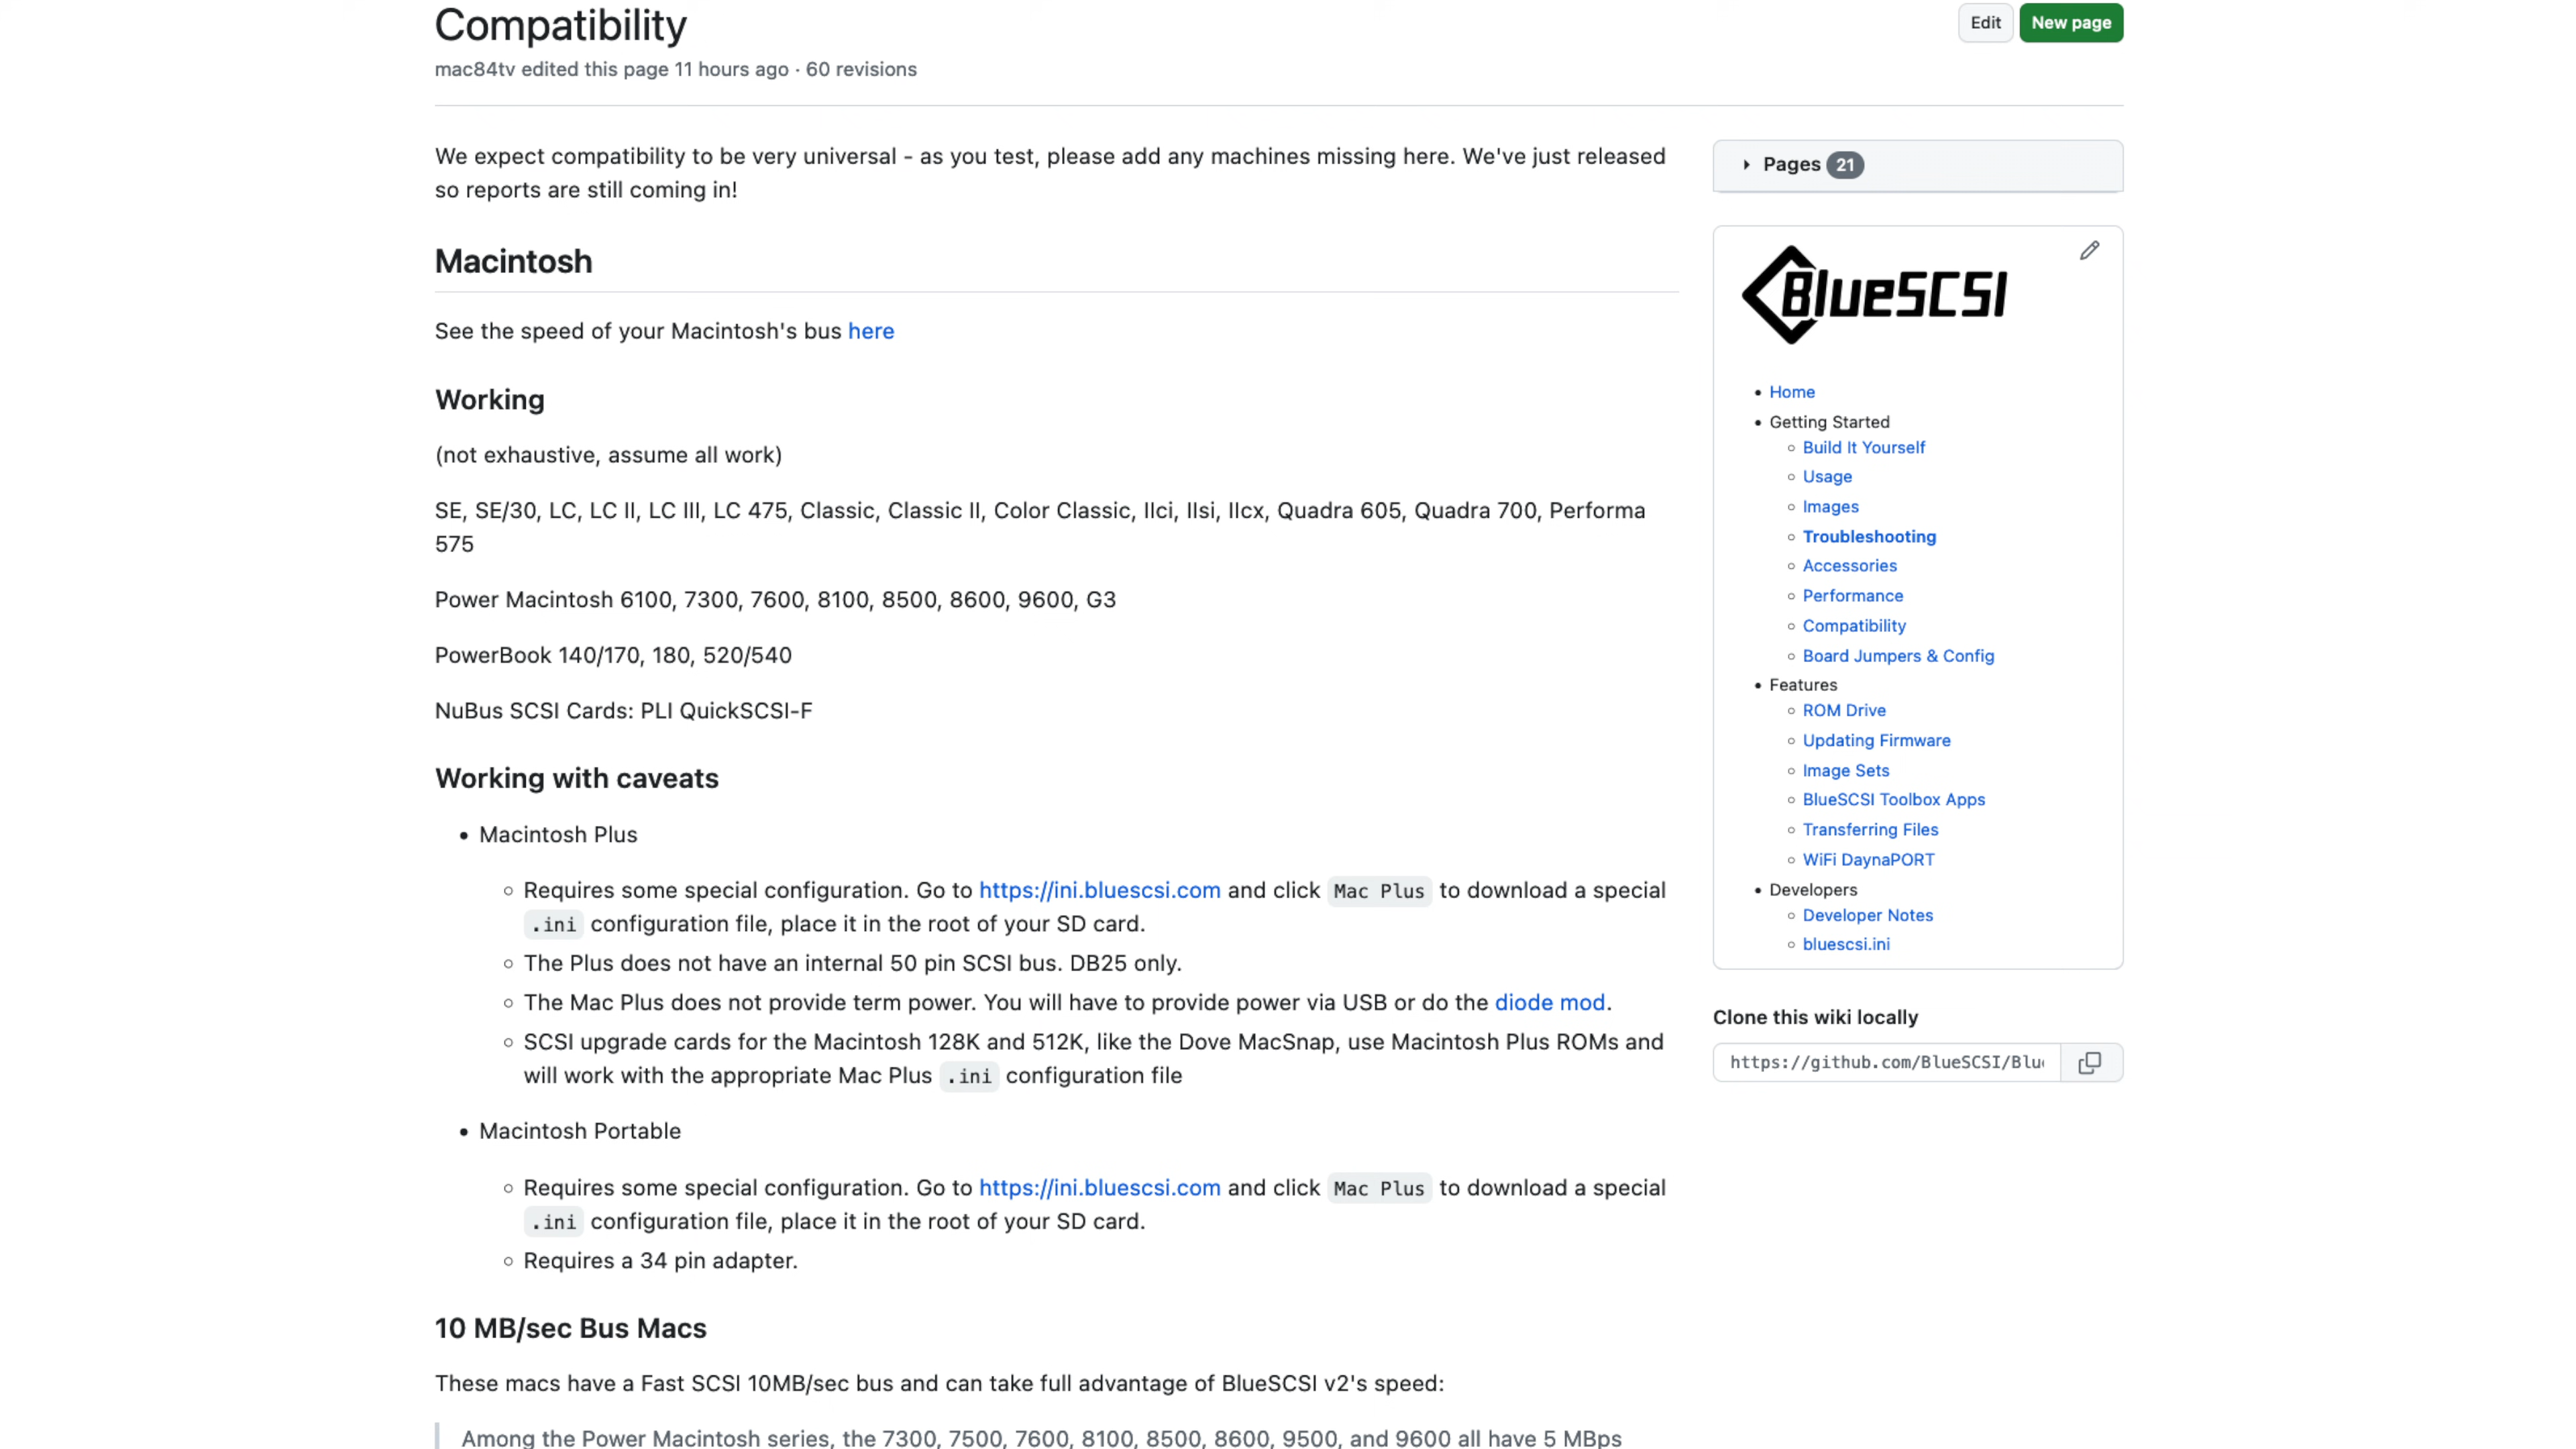 Compatibility
Edit
New page
mac84tv edited this page 11 hours ago · 60 revisions
We expect compatibility to be very universal - as you test, please add any machines missing here. We've just released
so reports are still coming in!
Macintosh
See the speed of your Macintosh's bus here
Working
(not exhaustive, assume all work)
SE, SE/30, LC, LC II, LC III, LC 475, Classic, Classic II, Color Classic, IIci, IIsi, IIcx, Quadra 605, Quadra 700, Performa
575
Power Macintosh 6100, 7300, 7600, 8100, 8500, 8600, 9600, G3
PowerBook 140/170, 180, 520/540
NuBus SCSI Cards: PLI QuickSCSI-F
Working with caveats
• Macintosh Plus
◦ Requires some special configuration. Go to https://ini.bluescsi.com and click Mac Plus to download a special
.ini configuration file, place it in the root of your SD card.
◦ The Plus does not have an internal 50 pin SCSI bus. DB25 only.
◦ The Mac Plus does not provide term power. You will have to provide power via USB or do the diode mod.
◦ SCSI upgrade cards for the Macintosh 128K and 512K, like the Dove MacSnap, use Macintosh Plus ROMs and
will work with the appropriate Mac Plus .ini configuration file
• Macintosh Portable
◦ Requires some special configuration. Go to https://ini.bluescsi.com and click Mac Plus to download a special
.ini configuration file, place it in the root of your SD card.
◦ Requires a 34 pin adapter.
10 MB/sec Bus Macs
These macs have a Fast SCSI 10MB/sec bus and can take full advantage of BlueSCSI v2's speed:
Among the Power Macintosh series, the 7300, 7500, 7600, 8100, 8500, 8600, 9500, and 9600 all have 5 MBps
Pages 21
BlueSCSI
• Home
• Getting Started
◦ Build It Yourself
◦ Usage
◦ Images
◦ Troubleshooting
◦ Accessories
◦ Performance
◦ Compatibility
◦ Board Jumpers & Config
• Features
◦ ROM Drive
◦ Updating Firmware
◦ Image Sets
◦ BlueSCSI Toolbox Apps
◦ Transferring Files
◦ WiFi DaynaPORT
• Developers
◦ Developer Notes
◦ bluescsi.ini
Clone this wiki locally
https://github.com/BlueSCSI/Blu